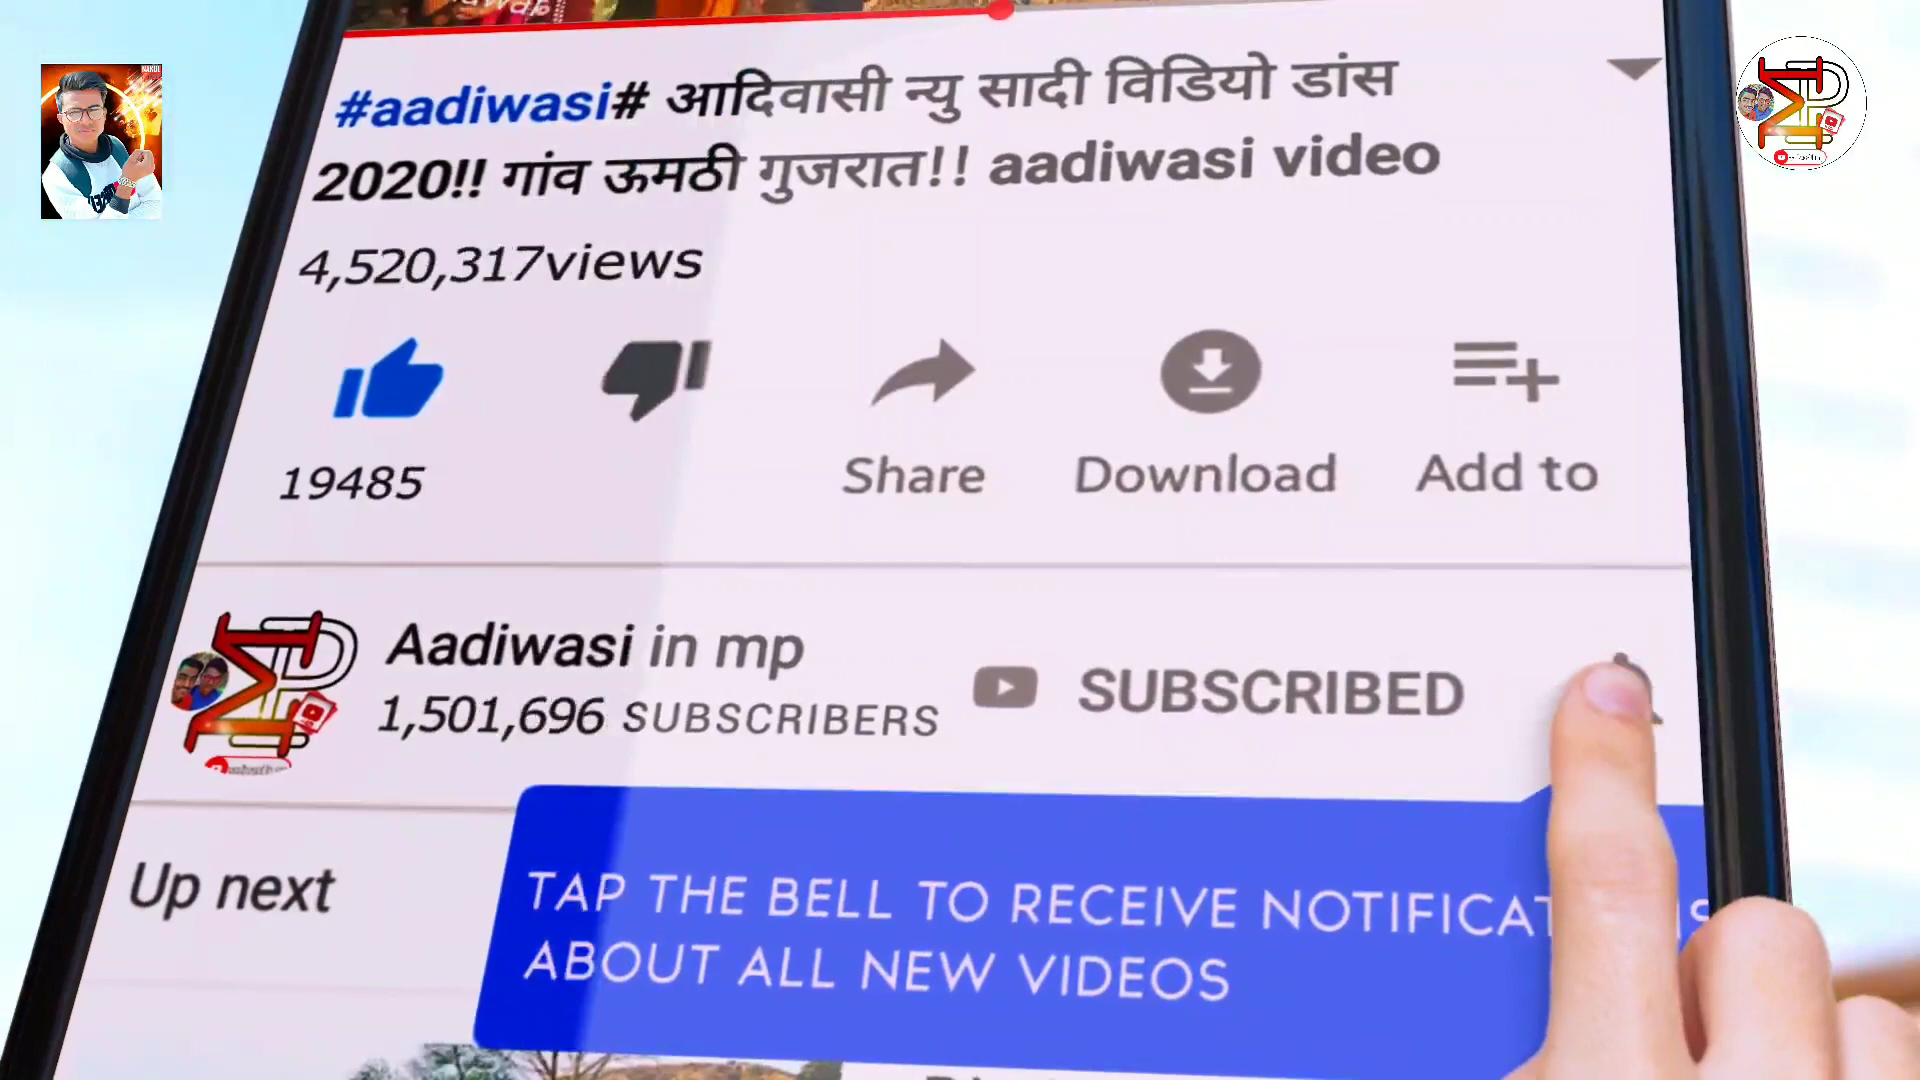 NAKUL
#aadiwasi# आदिवासी न्यु सादी विडियो डांस
2020!! गांव ऊमठी गुजरात!! aadiwasi video
4,520,317views
19485
Share
Download
Add to
Aadiwasi in mp
1,501,696 SUBSCRIBERS
SUBSCRIBED
Up next
TAP THE BELL TO RECEIVE
ABOUT ALL NEW VIDEOS